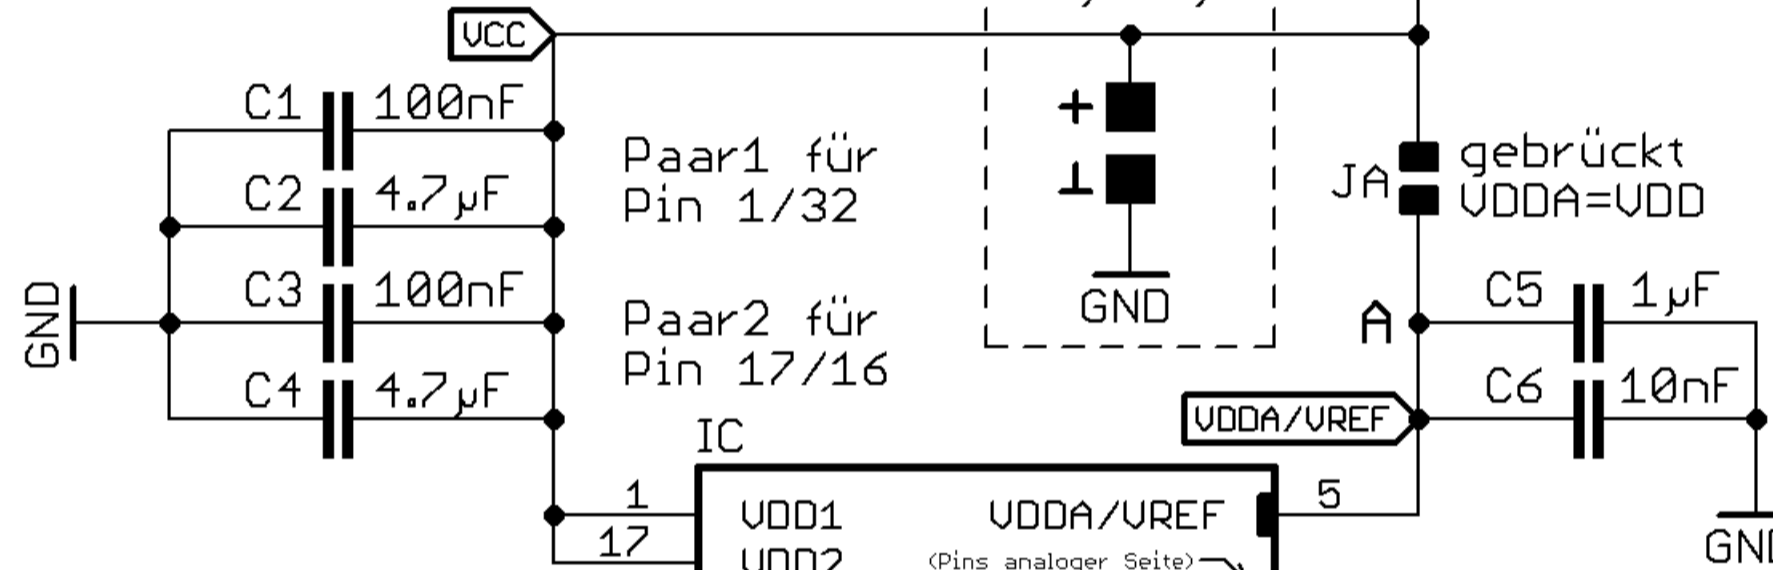 VCC
C1 100nF
C2 4.7µF
C3 100nF
C4 4.7µF
GND
Paar1 für
Pin 1/32
Paar2 für
Pin 17/16
+
⊥
GND
JA
gebrückt
VDDA=VDD
A
C5 1µF
C6 10nF
VDDA/VREF
GND
IC
1
17
VDD1
VDD2
VDDA/VREF
5
(Pins analoger Seite)